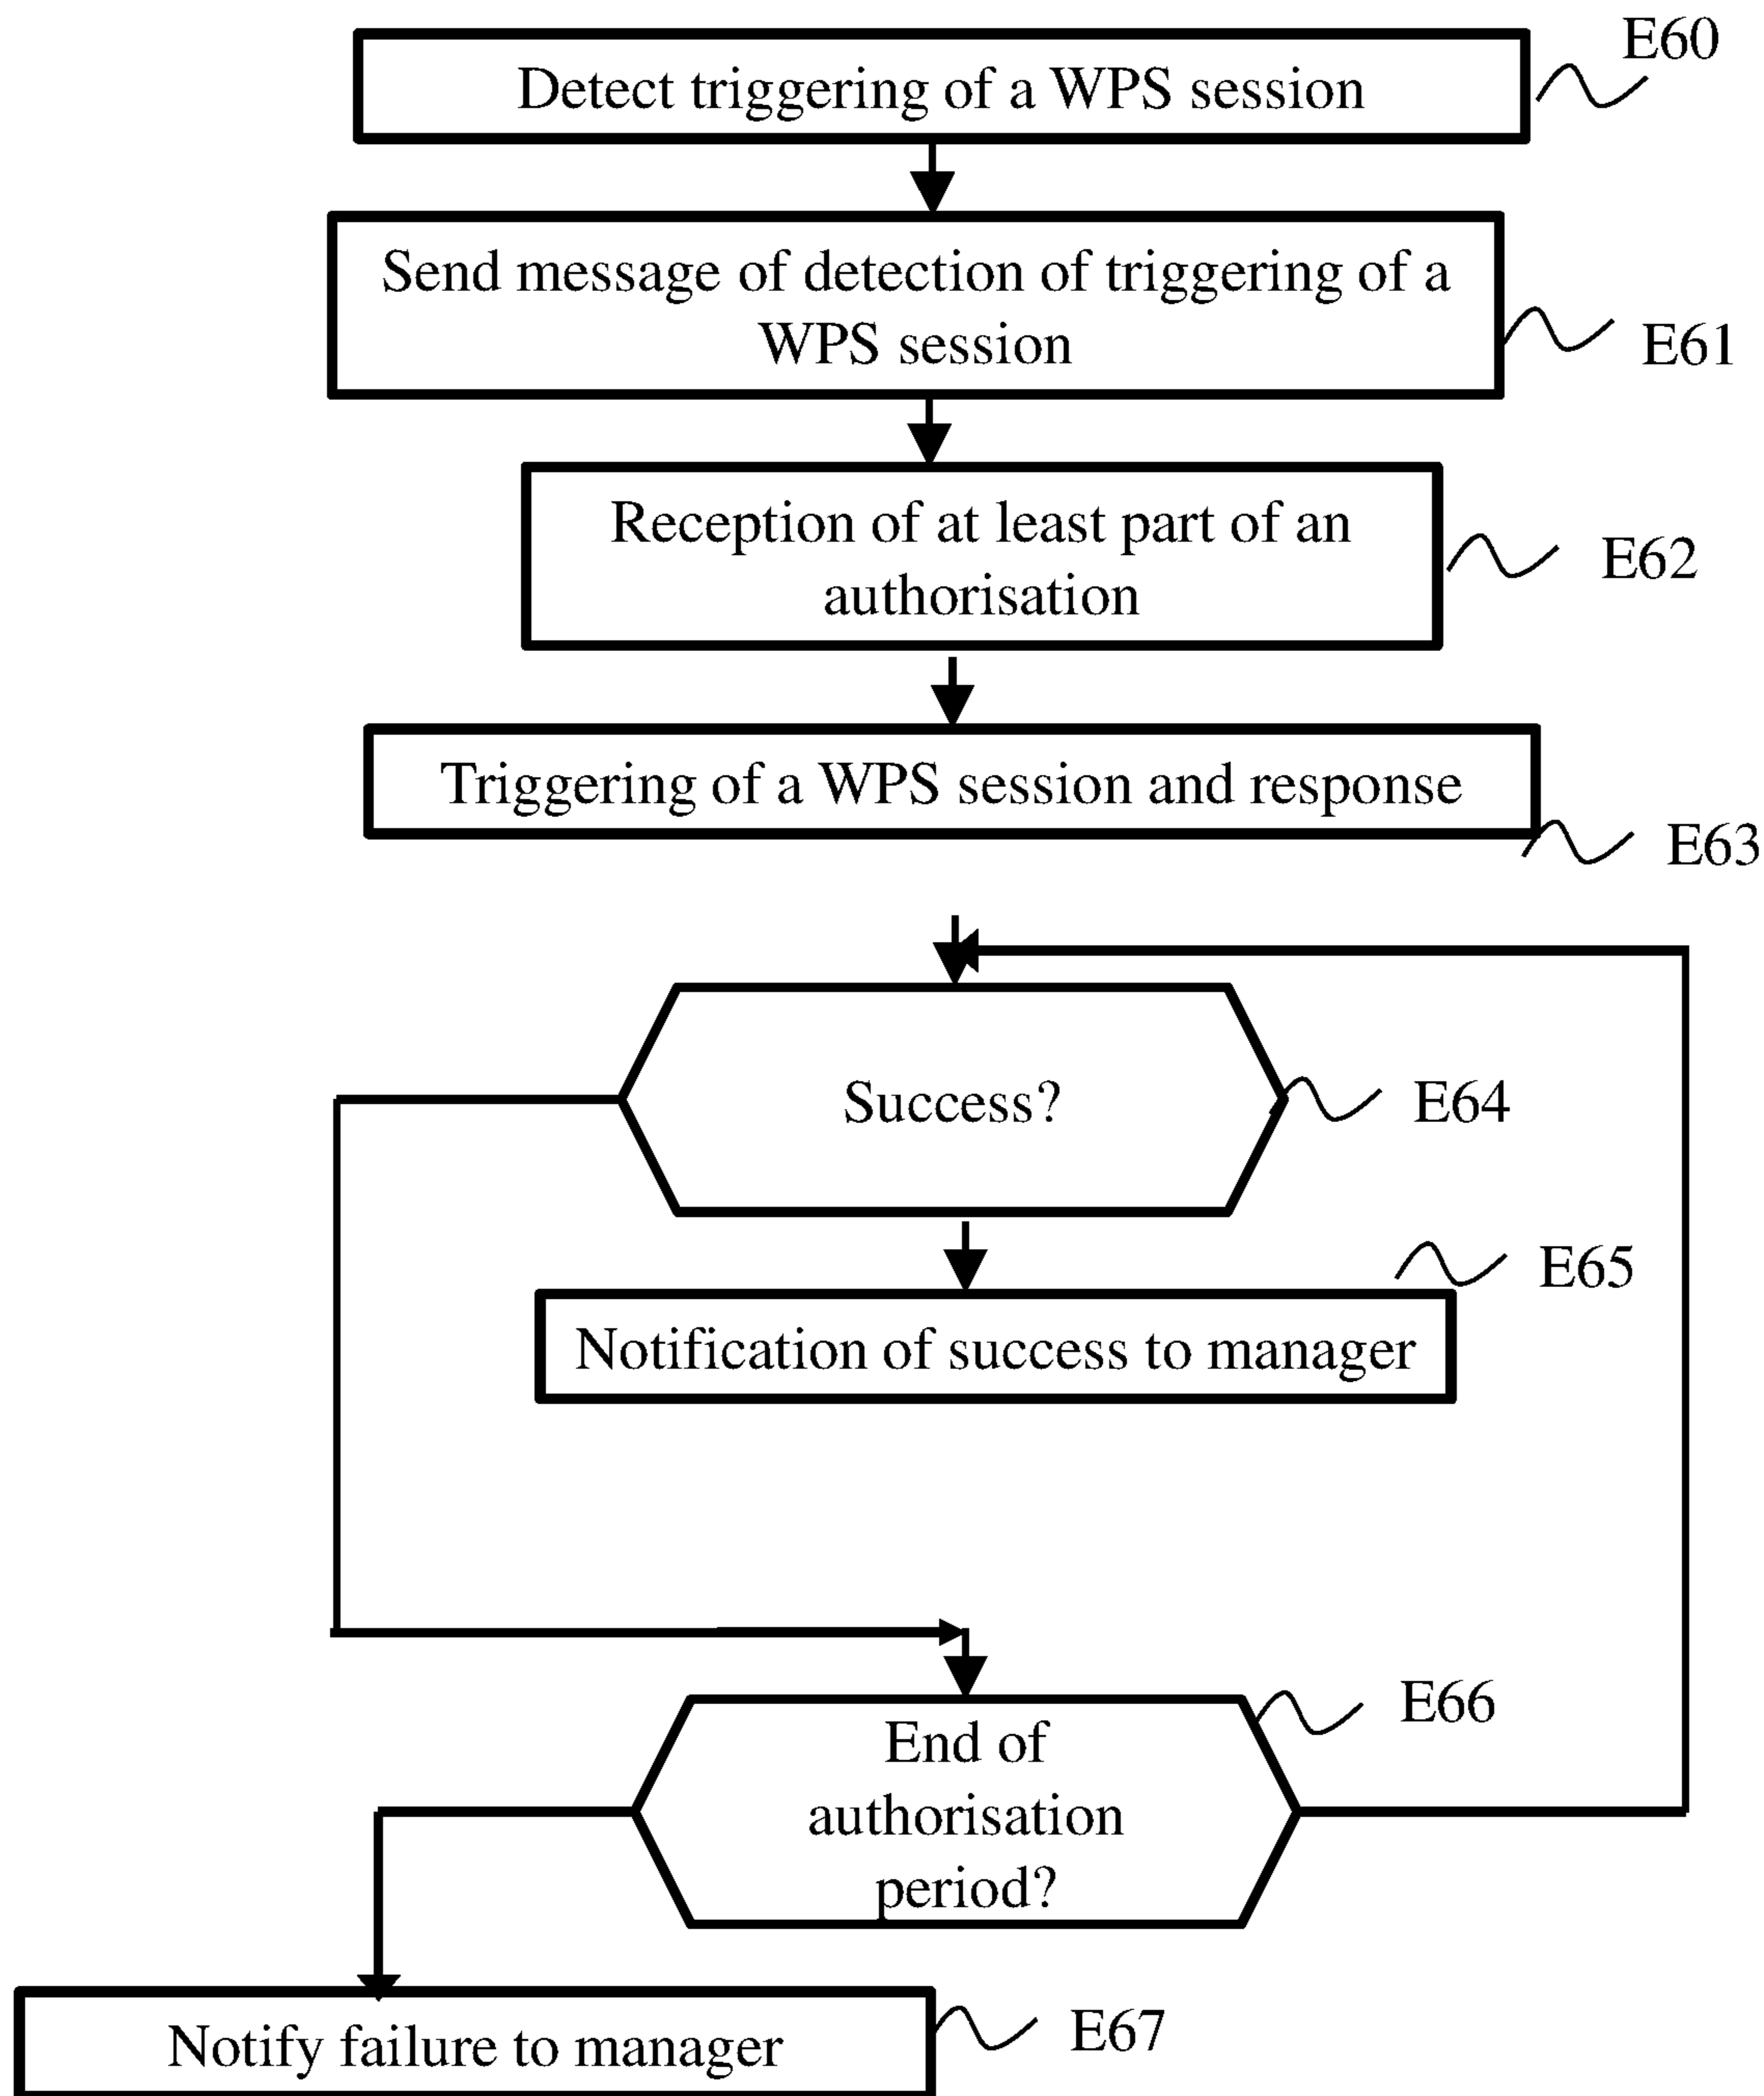 E60
Detect triggering of a WPS session
Send message of detection of triggering of a
WPS session
E61
Reception of at least part of an
authorisation
E62
Triggering of a WPS session and response
E63
Success?
E64
E65
Notification of success to manager
E66
End of
authorisation
period?
Notify failure to manager
E67